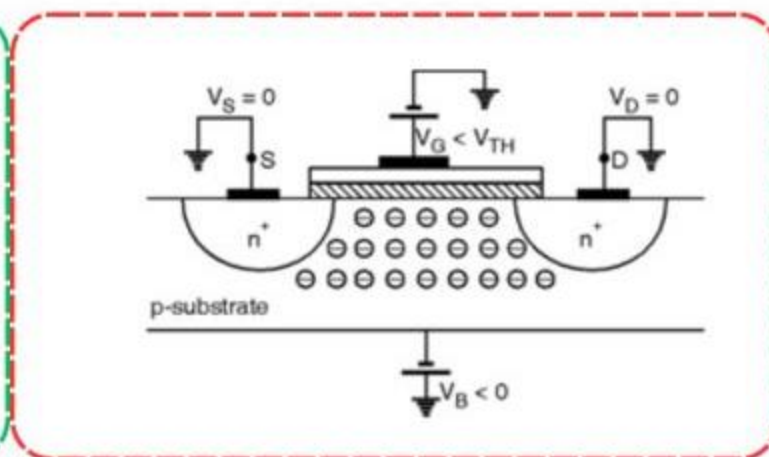 V_S = 0
V_D = 0
V_G < V_TH
S
D
n+
n+
p-substrate
V_B < 0